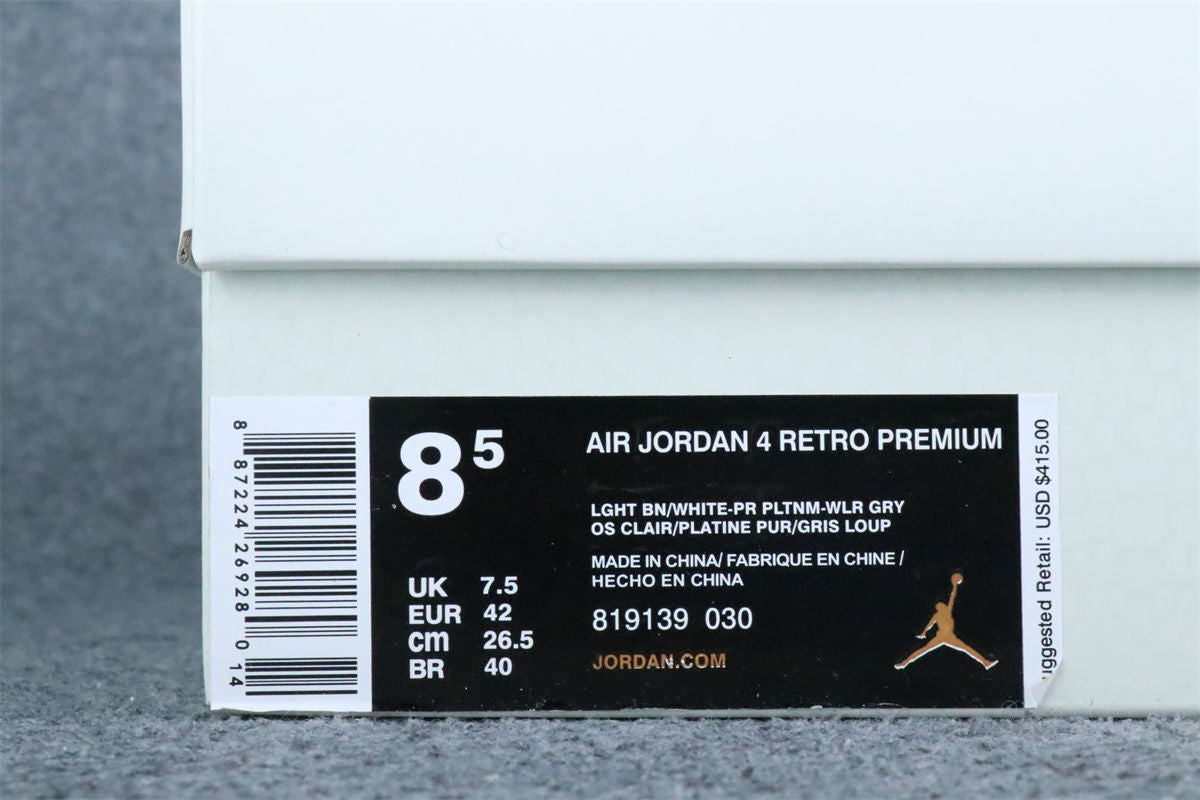 8 87224 26928 0 14
8 5
UK 7.5
EUR 42
cm 26.5
BR 40
AIR JORDAN 4 RETRO PREMIUM
LGHT BN/WHITE-PR PLTNM-WLR GRY
OS CLAIR/PLATINE PUR/GRIS LOUP
MADE IN CHINA/ FABRIQUE EN CHINE /
HECHO EN CHINA
819139 030
JORDAN.COM
uggested Retail: USD $415.00